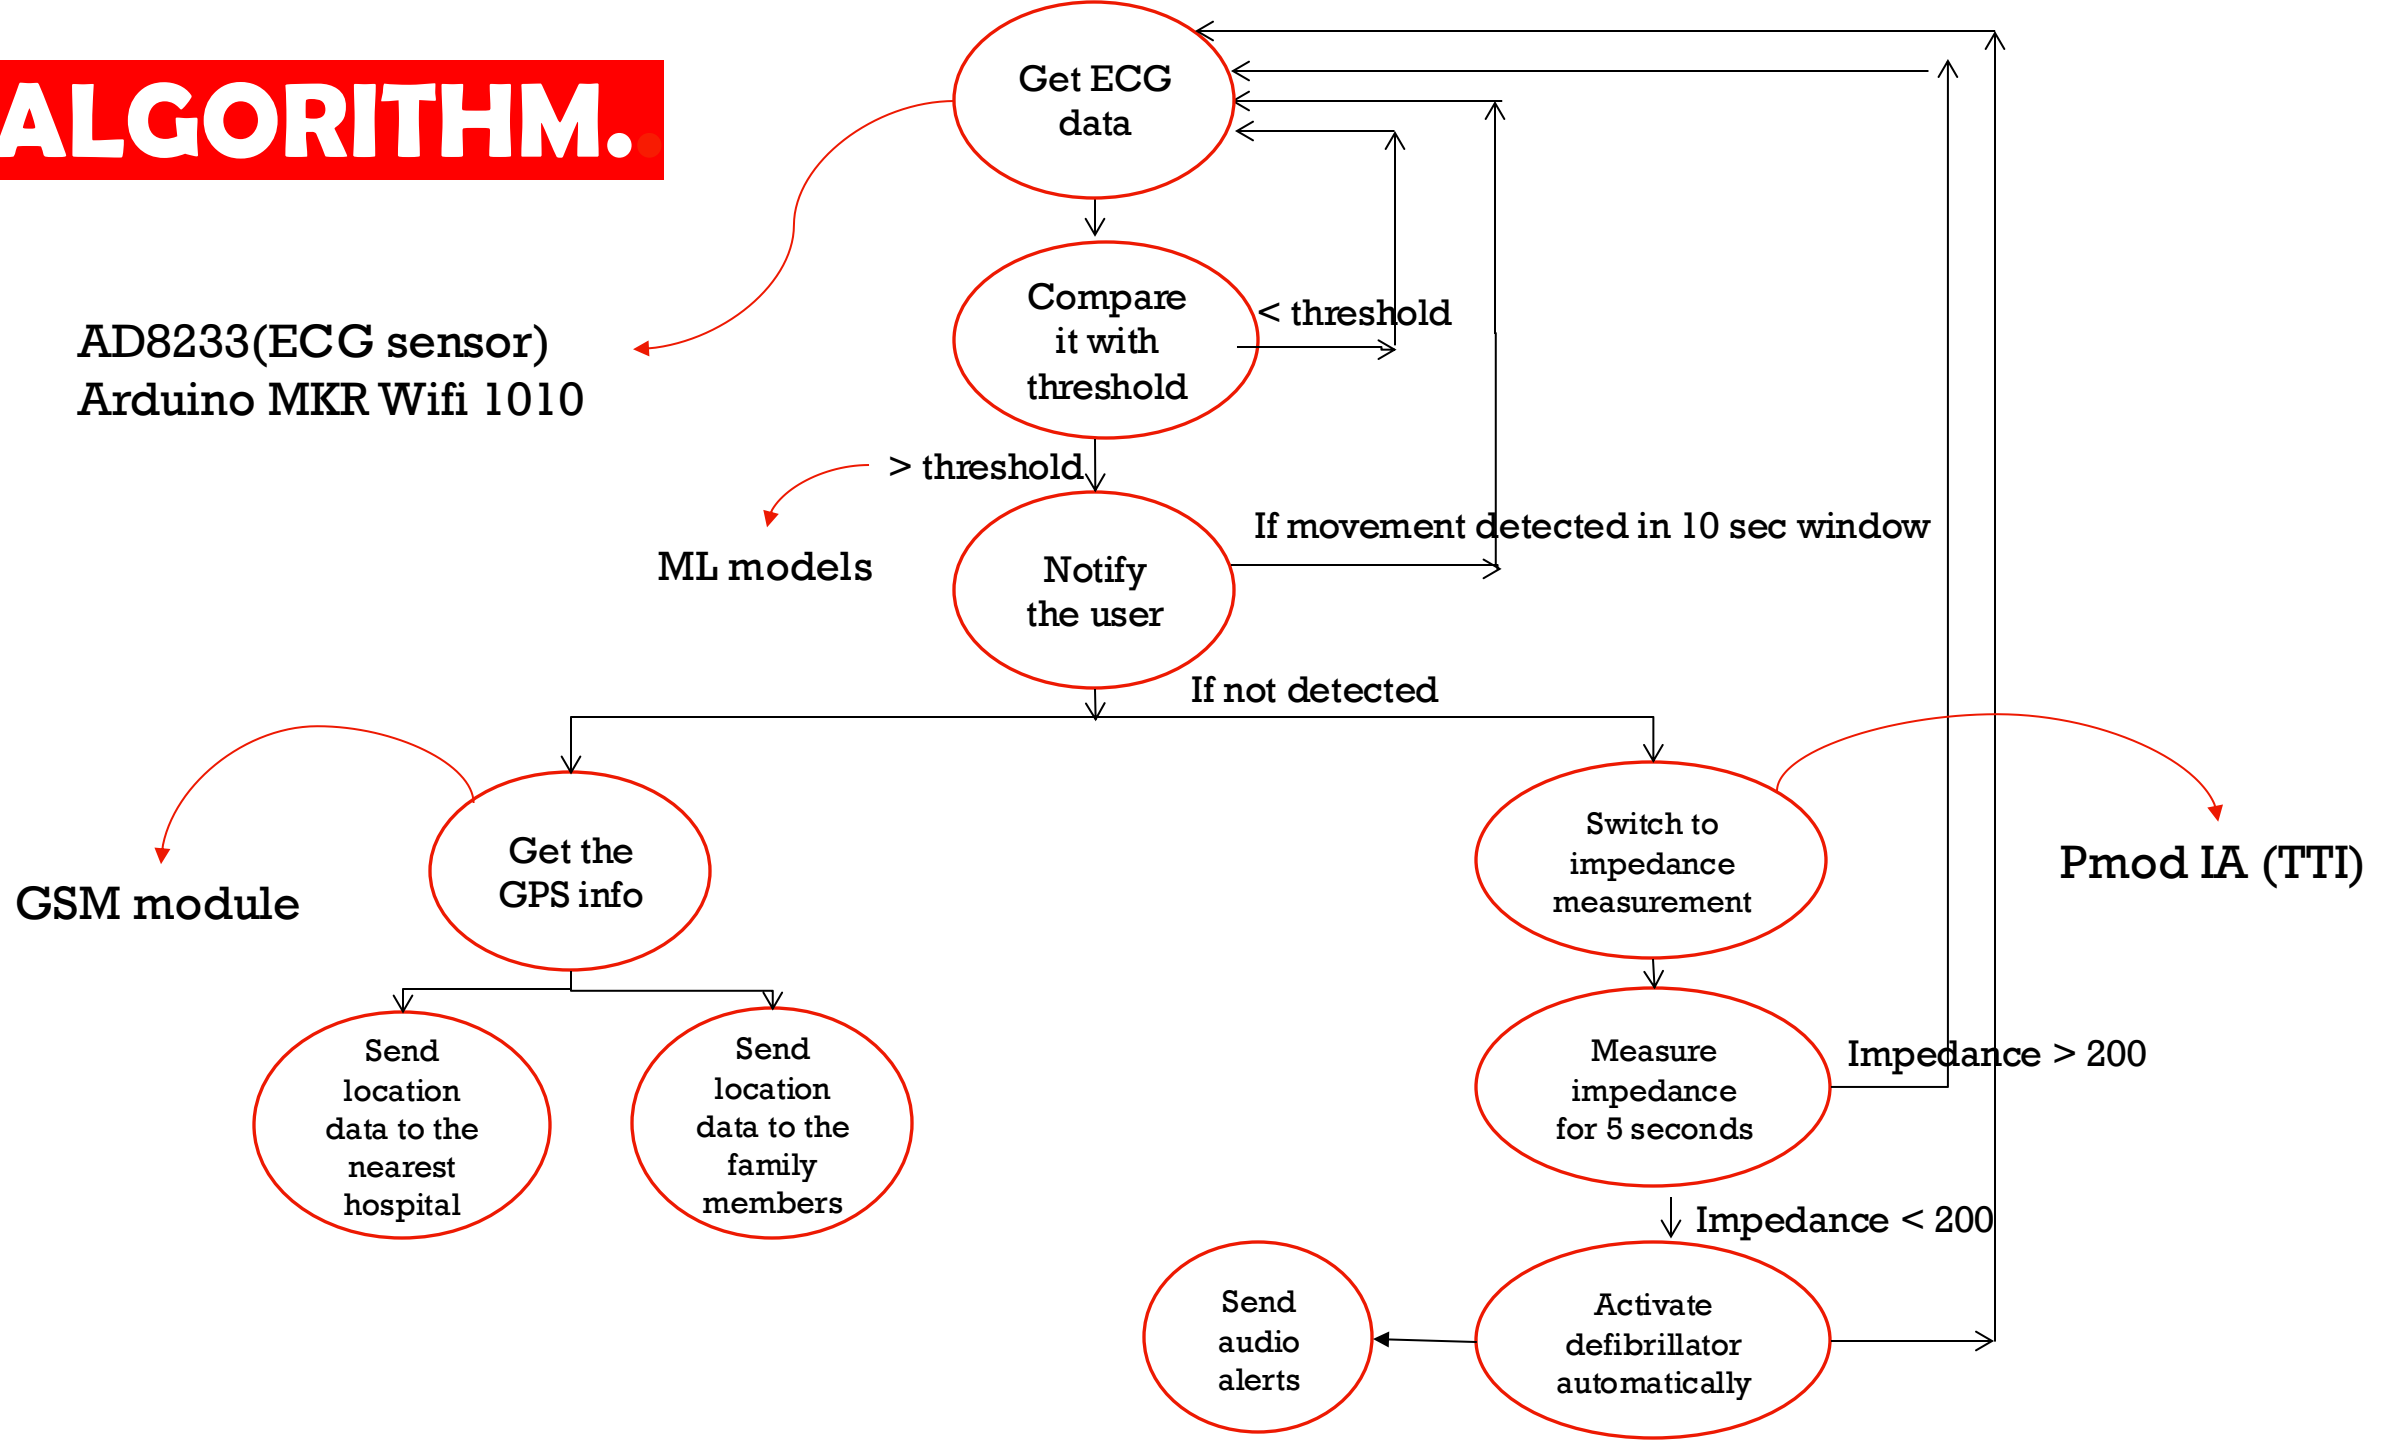 ALGORITHM..
Get ECG
data
AD8233(ECG sensor)
Arduino MKR Wifi 1010
Compare
it with
threshold
< threshold
> threshold
ML models
Notify
the user
If movement detected in 10 sec window
If not detected
GSM module
Get the
GPS info
Switch to
impedance
measurement
Pmod IA (TTI)
Send
location
data to the
nearest
hospital
Send
location
data to the
family
members
Measure
impedance
for 5 seconds
Impedance > 200
Impedance < 200
Send
audio
alerts
Activate
defibrillator
automatically